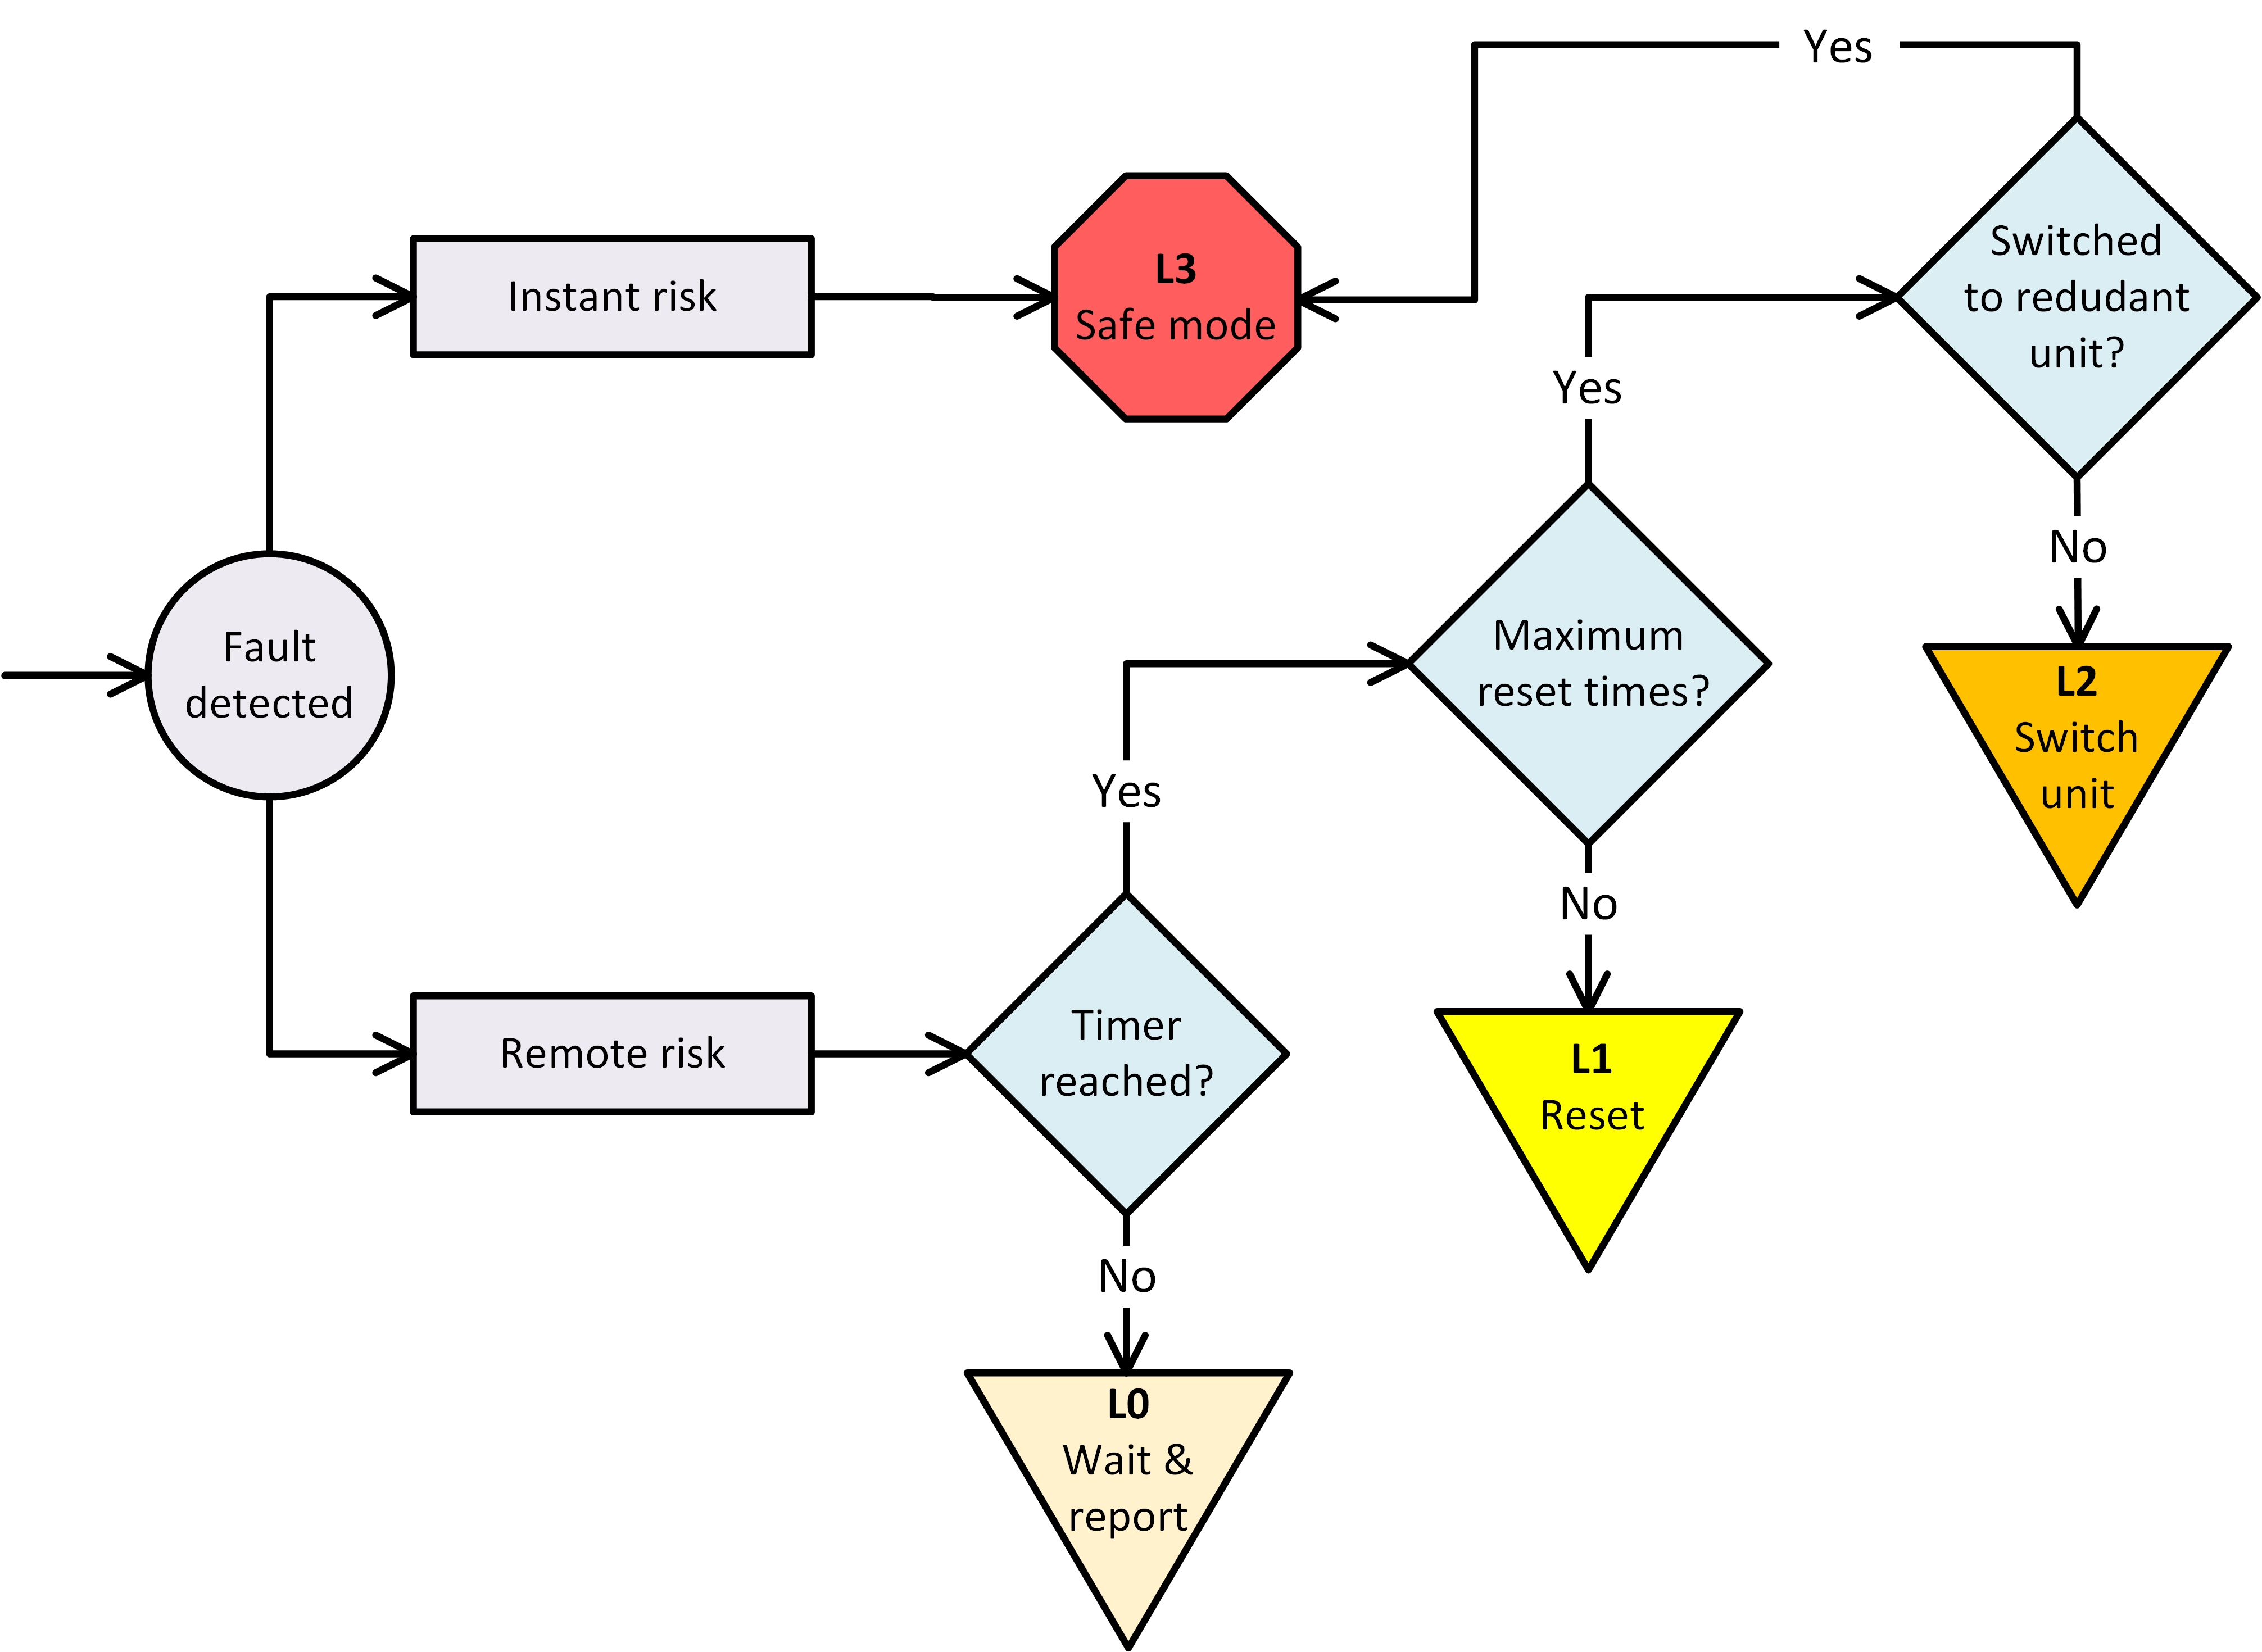 Yes
Switched
to redudant
unit?
L3
Safe mode
Instant risk
Yes
No
Fault
detected
Maximum
reset times?
L2
Switch
unit
Yes
No
Timer
reached?
Remote risk
L1
Reset
No
L0
Wait &
report